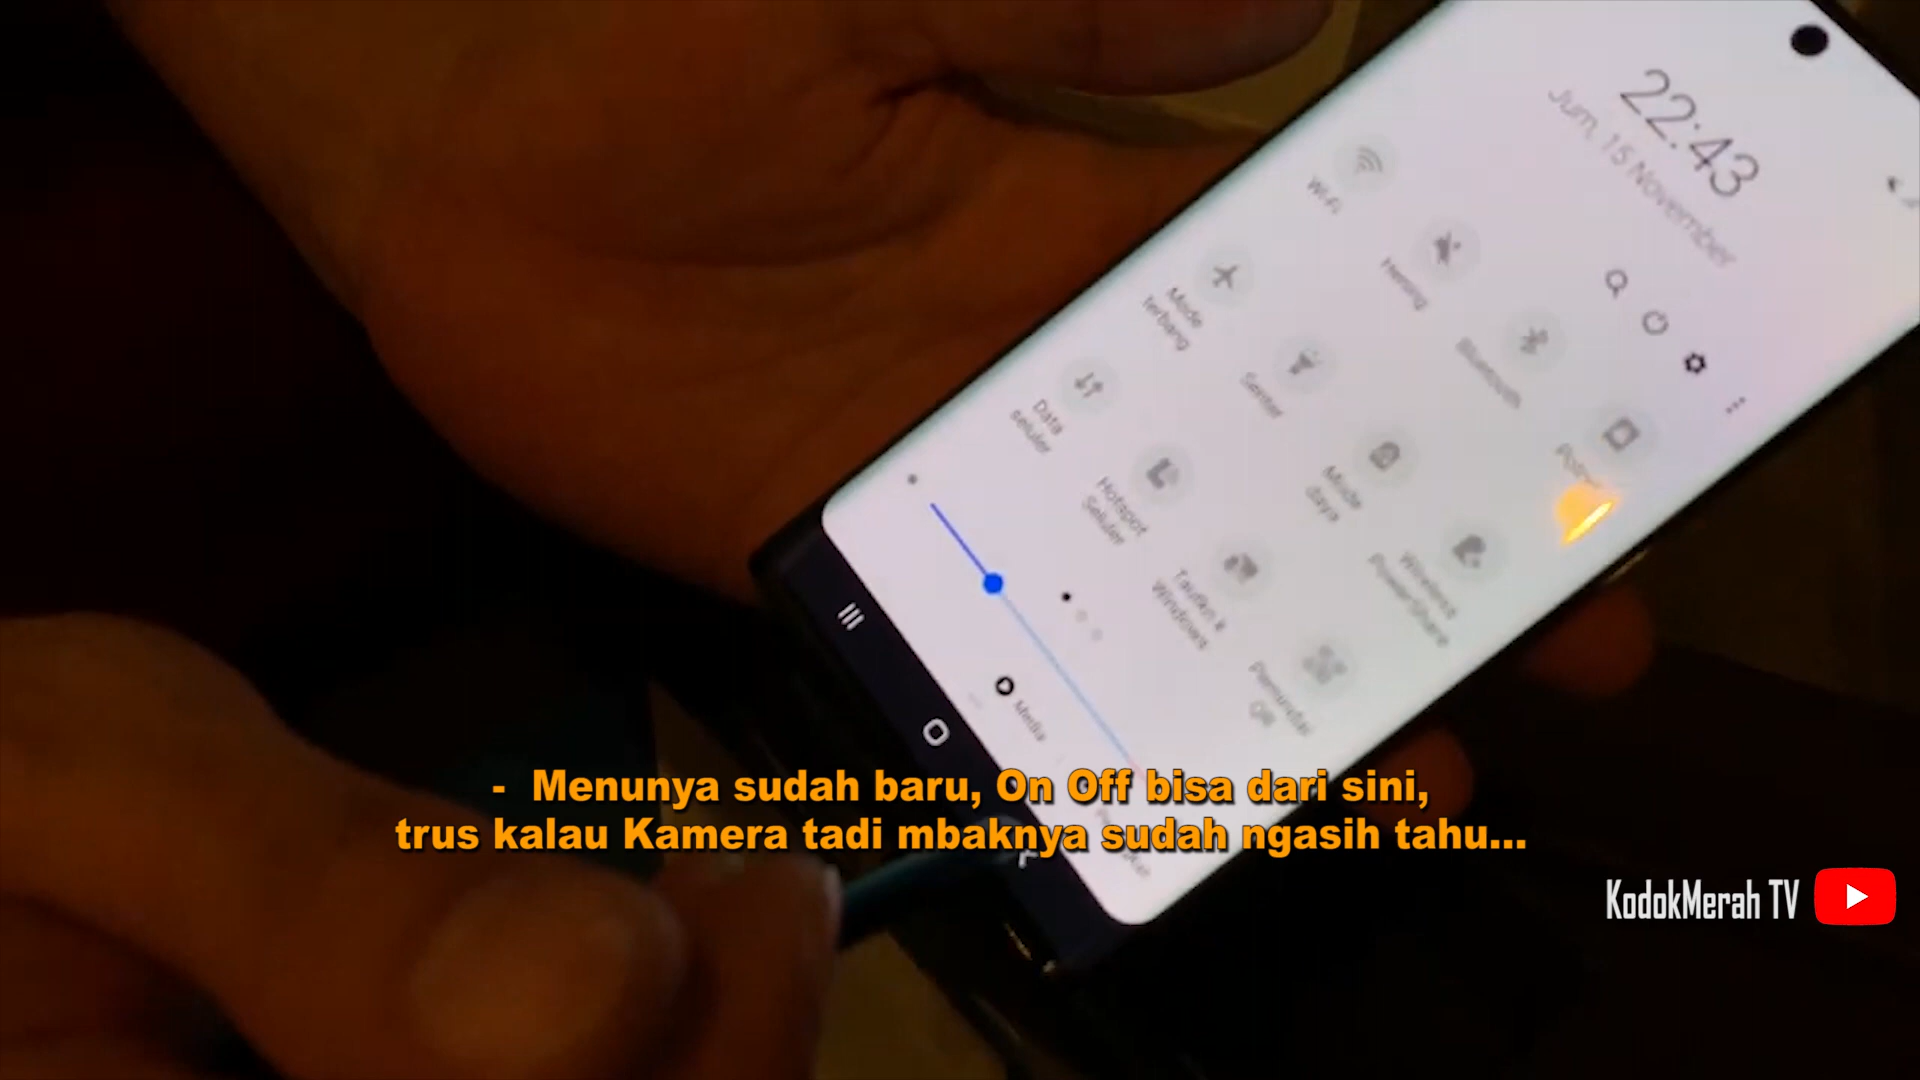 22:43
Jum, 15 November
Wi-Fi
Hening
Bluetooth
Mode
terbang
Senter
Mode
daya
Wireless
PowerShare
Data
seluler
Hotspot
Seluler
Tautkn k
Windows
Pemindai
QR
Media
- Menunya sudah baru, On Off bisa dari sini,
trus kalau Kamera tadi mbaknya sudah ngasih tahu...
KodokMerah TV